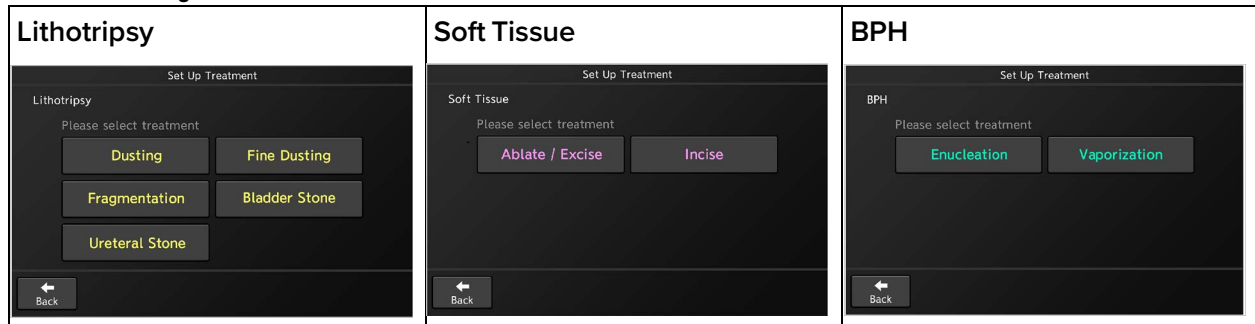 Lithotripsy
Set Up Treatment
Lithotripsy
Please select treatment
Dusting
Fine Dusting
Fragmentation
Bladder Stone
Ureteral Stone
Back
Soft Tissue
Set Up Treatment
Soft Tissue
Please select treatment
Ablate / Excise
Incise
Back
BPH
Set Up Treatment
BPH
Please select treatment
Enucleation
Vaporization
Back